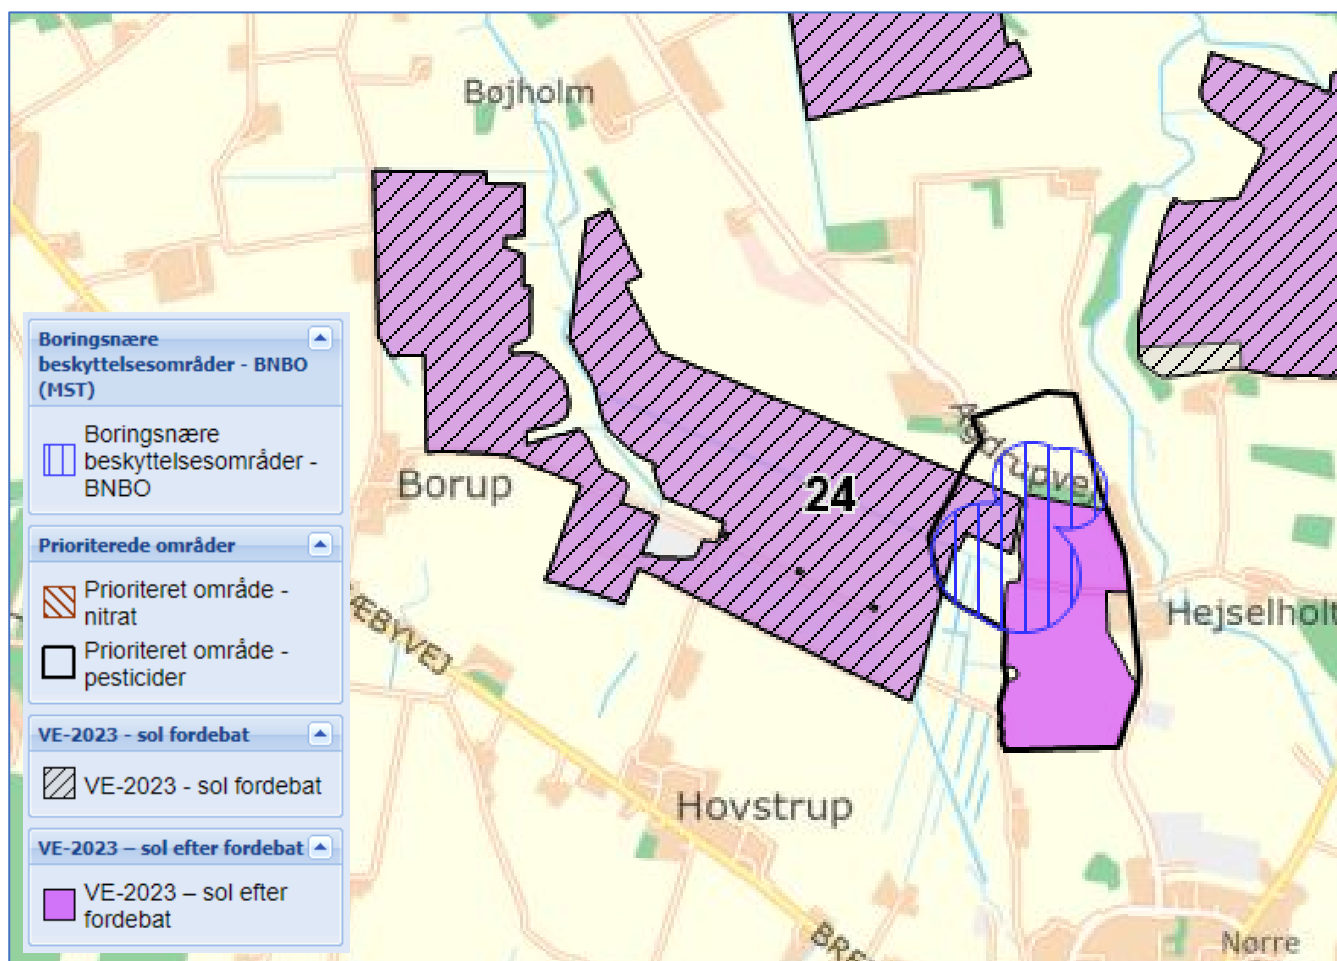 Bøjholm
Boringsnære
beskyttelsesområder - BNBO
(MST)
Boringsnære
beskyttelsesområder -
BNBO
Prioriterede områder
Prioriteret område -
nitrat
Prioriteret område -
pesticider
VE-2023 - sol fordebat
VE-2023 - sol fordebat
VE-2023 – sol efter fordebat
VE-2023 – sol efter
fordebat
Borup
24
Hejselholt
Hovstrup
Nørre